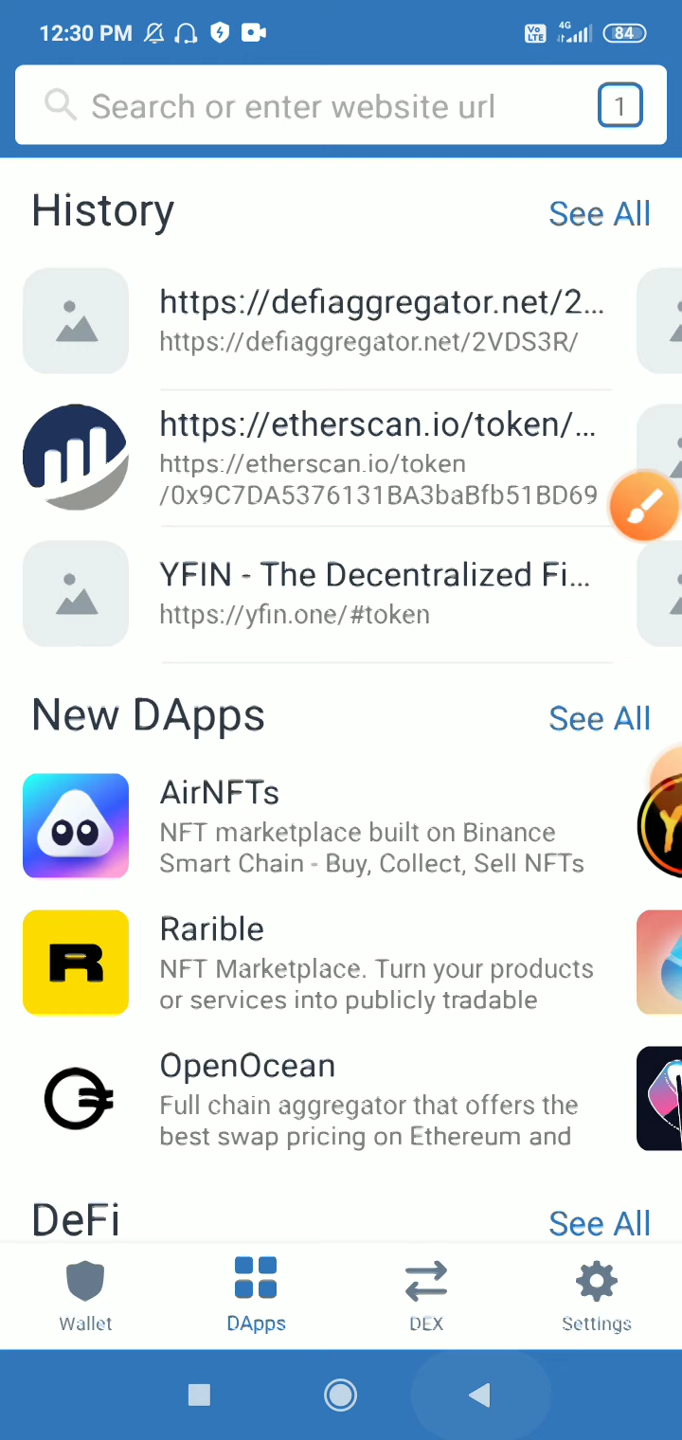 12:30 PM
Vo LTE 4G 84
Search or enter website url
1
History
See All
https://defiaggregator.net/2...
https://defiaggregator.net/2VDS3R/
https://etherscan.io/token/...
https://etherscan.io/token
/0x9C7DA5376131BA3baBfb51BD69
YFIN - The Decentralized Fi...
https://yfin.one/#token
New DApps
See All
AirNFTs
NFT marketplace built on Binance
Smart Chain - Buy, Collect, Sell NFTs
Rarible
NFT Marketplace. Turn your products
or services into publicly tradable
R
OpenOcean
Full chain aggregator that offers the
best swap pricing on Ethereum and
DeFi
See All
Wallet
DApps
DEX
Settings